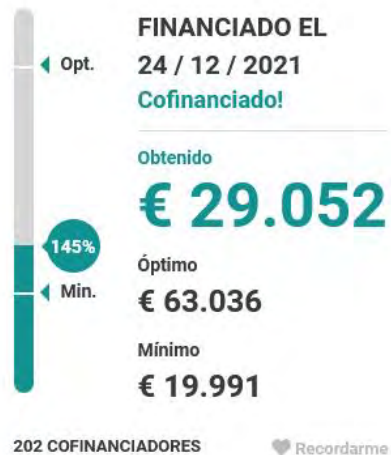 FINANCIADO EL
Opt.
24 / 12 / 2021
Cofinanciado!
Obtenido
€ 29.052
145%
Óptimo
Min.
€ 63.036
Mínimo
€ 19.991
202 COFINANCIADORES
Recordarme